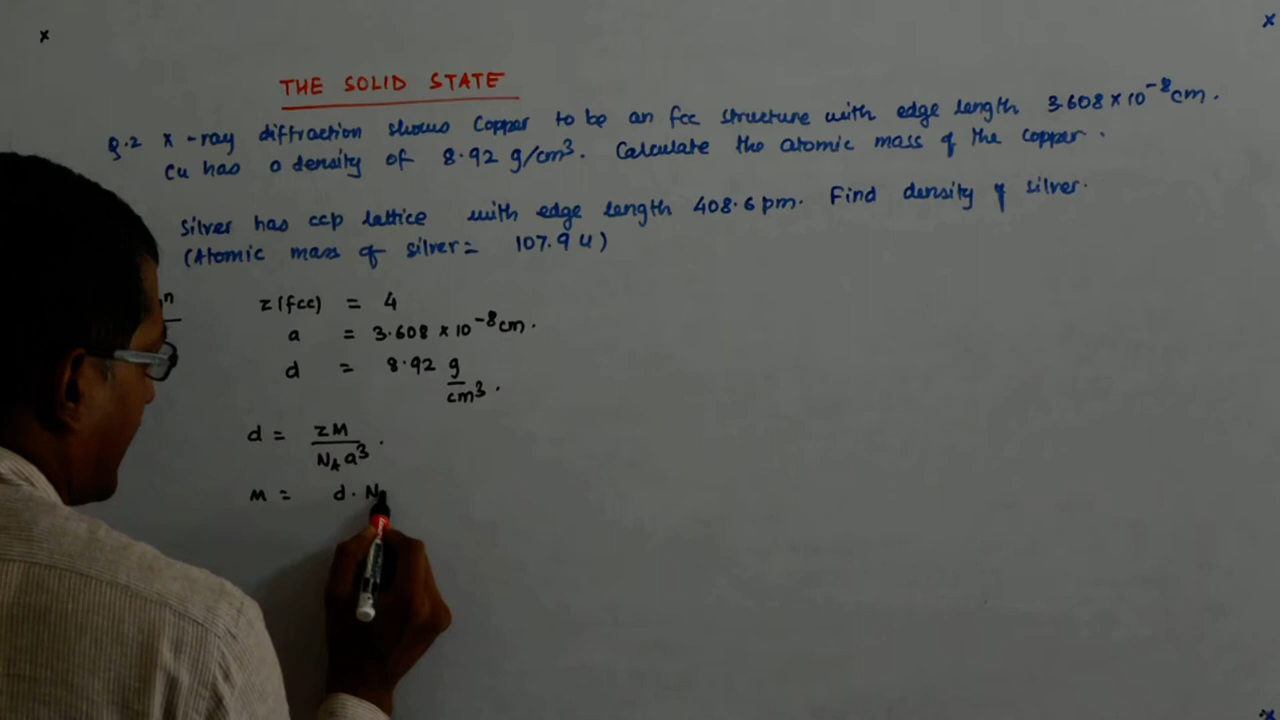 THE SOLID STATE
Q.2 X-ray diffraction shows Copper to be an fcc structure with edge length 3.608 × 10⁻⁸ cm.
Cu has a density of 8.92 g/cm³. Calculate the atomic mass of the copper.
Silver has ccp lattice with edge length 408.6 pm. Find density of silver.
(Atomic mass of silver = 107.9 u)
n
z (fcc) = 4
a = 3.608 × 10⁻⁸ cm.
d = 8.92 g
cm³.
d = ZM
N_A a³.
M = d. N